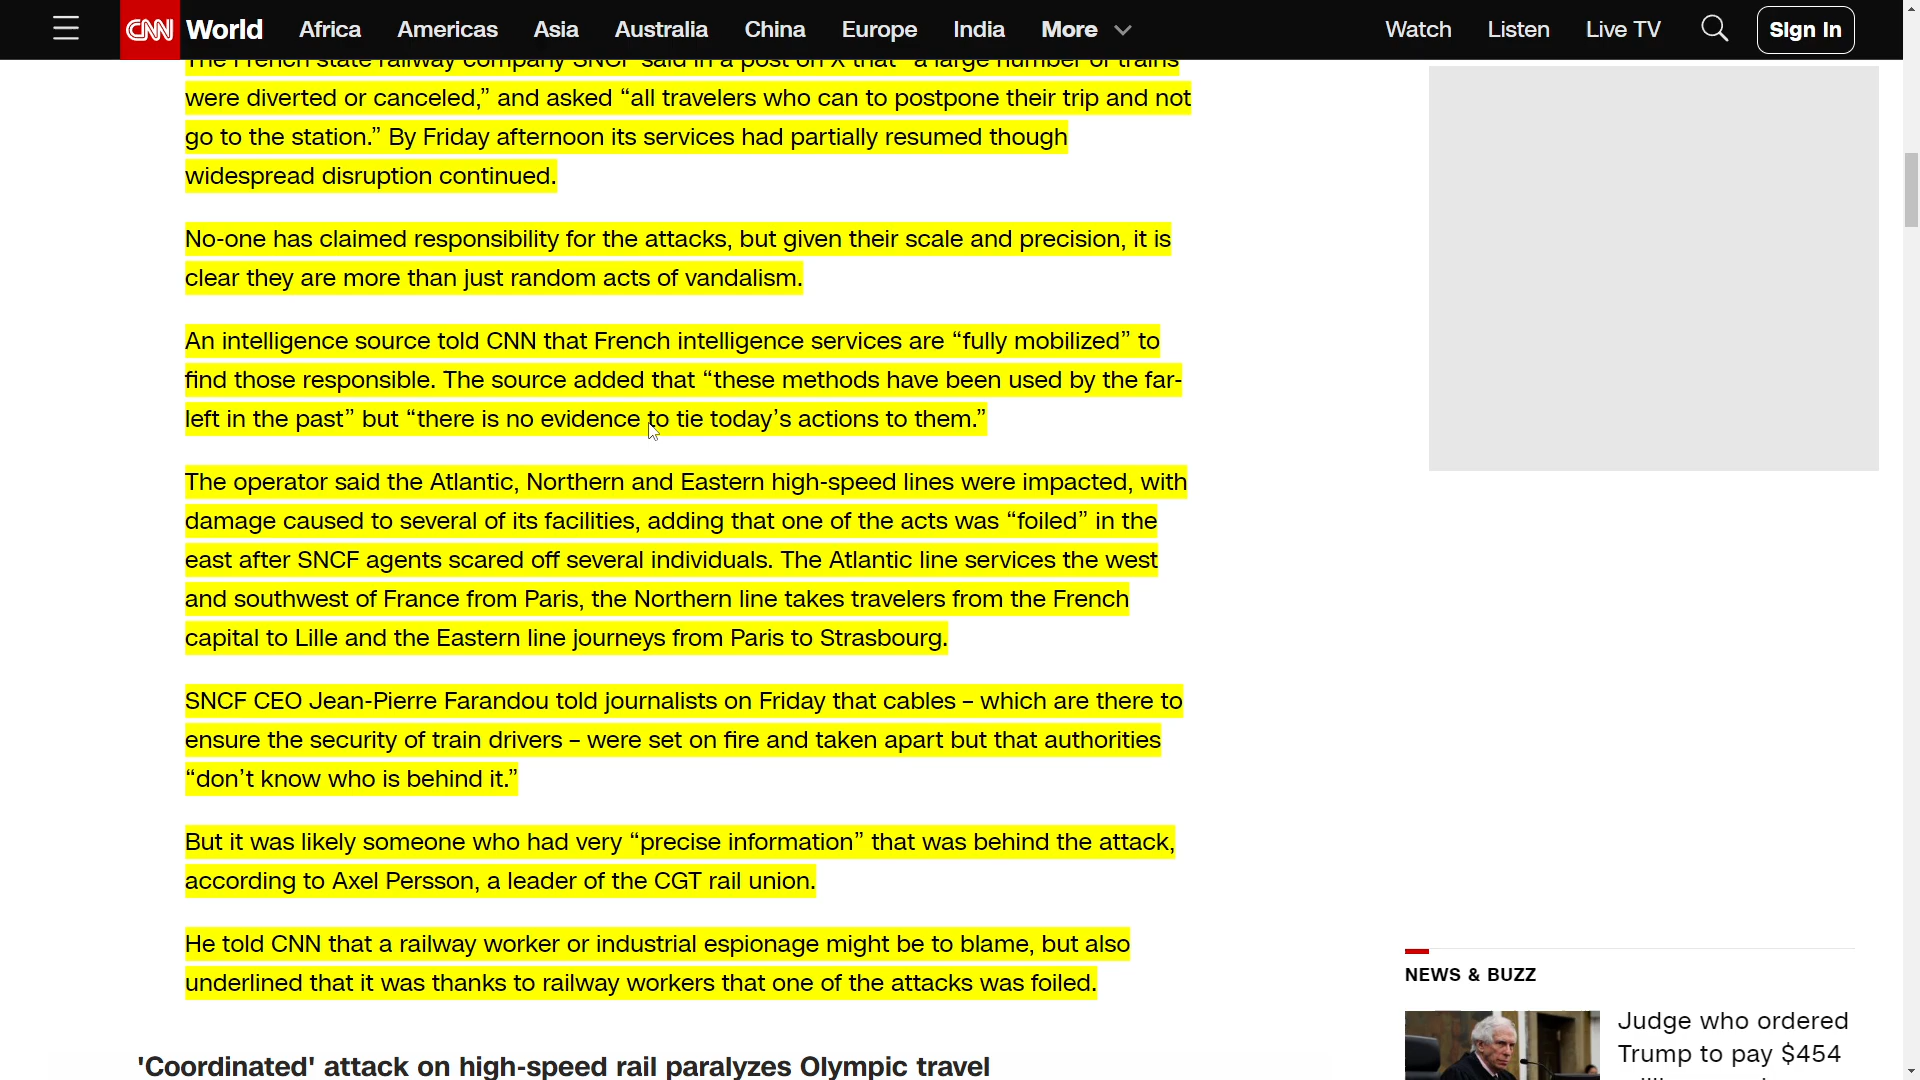 CNN World Africa Americas Asia Australia China Europe India More Watch Listen Live TV Sign In
The French state railway company SNCF said in a post on X that “a large number of trains
were diverted or canceled,” and asked “all travelers who can to postpone their trip and not
go to the station.” By Friday afternoon its services had partially resumed though
widespread disruption continued.
No-one has claimed responsibility for the attacks, but given their scale and precision, it is
clear they are more than just random acts of vandalism.
An intelligence source told CNN that French intelligence services are “fully mobilized” to
find those responsible. The source added that “these methods have been used by the far-
left in the past” but “there is no evidence to tie today’s actions to them.”
The operator said the Atlantic, Northern and Eastern high-speed lines were impacted, with
damage caused to several of its facilities, adding that one of the acts was “foiled” in the
east after SNCF agents scared off several individuals. The Atlantic line services the west
and southwest of France from Paris, the Northern line takes travelers from the French
capital to Lille and the Eastern line journeys from Paris to Strasbourg.
SNCF CEO Jean-Pierre Farandou told journalists on Friday that cables – which are there to
ensure the security of train drivers – were set on fire and taken apart but that authorities
“don’t know who is behind it.”
But it was likely someone who had very “precise information” that was behind the attack,
according to Axel Persson, a leader of the CGT rail union.
He told CNN that a railway worker or industrial espionage might be to blame, but also
underlined that it was thanks to railway workers that one of the attacks was foiled.
'Coordinated' attack on high-speed rail paralyzes Olympic travel
NEWS & BUZZ
Judge who ordered
Trump to pay $454